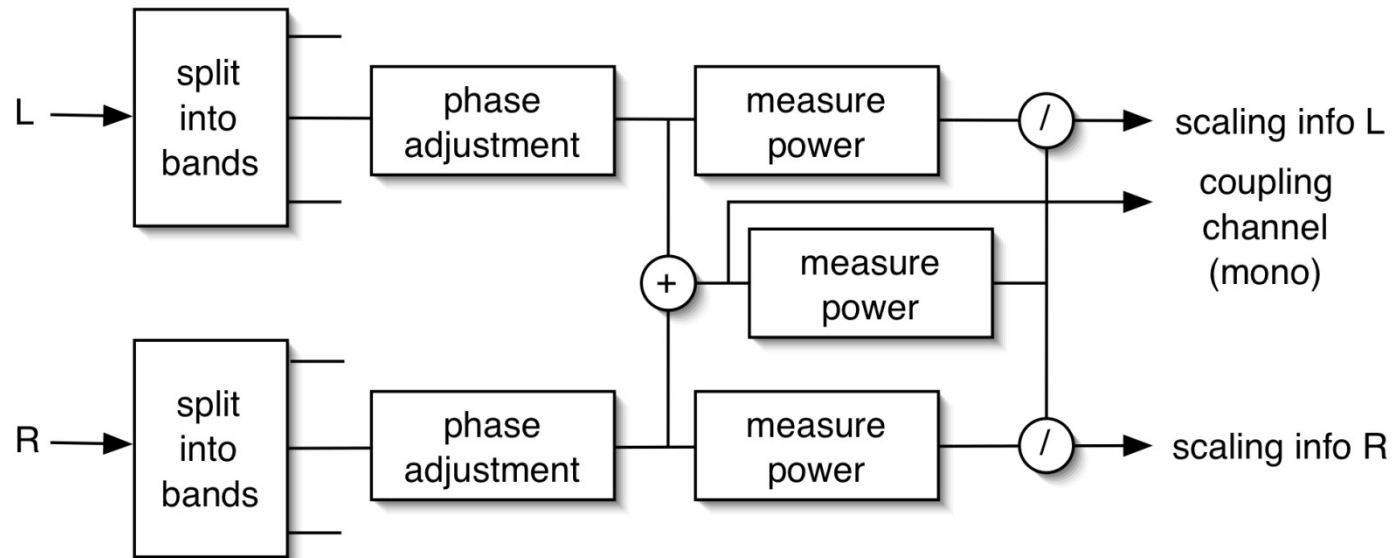 L
split
into
bands
phase
adjustment
measure
power
/
scaling info L
coupling
channel
(mono)
+
measure
power
R
split
into
bands
phase
adjustment
measure
power
/
scaling info R